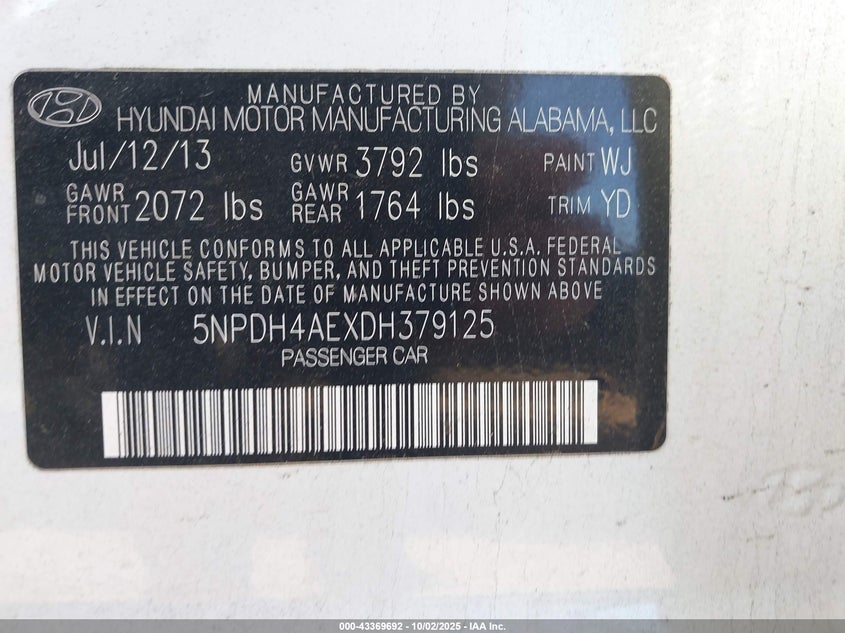 MANUFACTURED BY
HYUNDAI MOTOR MANUFACTURING ALABAMA, LLC
Jul/12/13 GVWR 3792 lbs PAINT WJ
GAWR FRONT 2072 lbs GAWR REAR 1764 lbs TRIM YD
THIS VEHICLE CONFORMS TO ALL APPLICABLE U.S.A. FEDERAL
MOTOR VEHICLE SAFETY, BUMPER, AND THEFT PREVENTION STANDARDS
IN EFFECT ON THE DATE OF MANUFACTURE SHOWN ABOVE
V.I.N 5NPDH4AEXDH379125
PASSENGER CAR
000-43369692 - 10/02/2025 - IAA Inc.